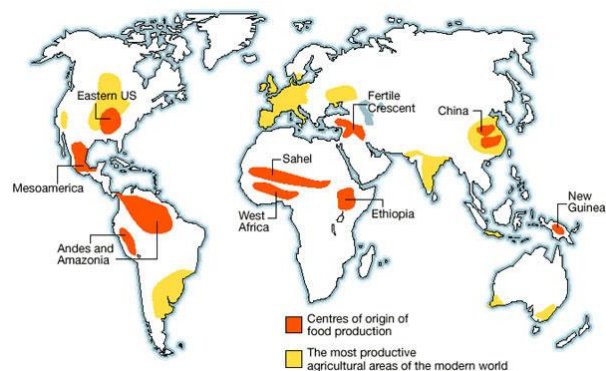 Eastern US
Fertile
Crescent
China
Sahel
Mesoamerica
West
Africa
Ethiopia
New
Guinea
Andes and
Amazonia
Centres of origin of
food production
The most productive
agricultural areas of the modern world